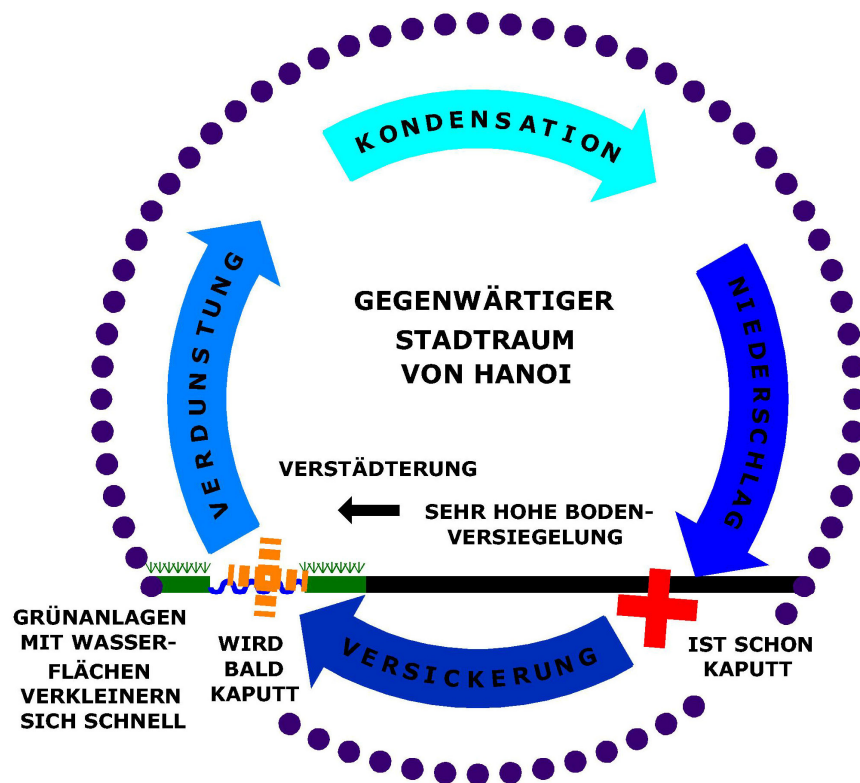 KONDENSATION
VERDUNSTUNG
NIEDERSCHLAG
GEGENWÄRTIGER
STADTRAUM
VON HANOI
VERSTÄDTERUNG
SEHR HOHE BODEN-
VERSIEGELUNG
GRÜNANLAGEN
MIT WASSER-
FLÄCHEN
VERKLEINERN
SICH SCHNELL
WIRD
BALD
KAPUTT
VERSICKERUNG
IST SCHON
KAPUTT